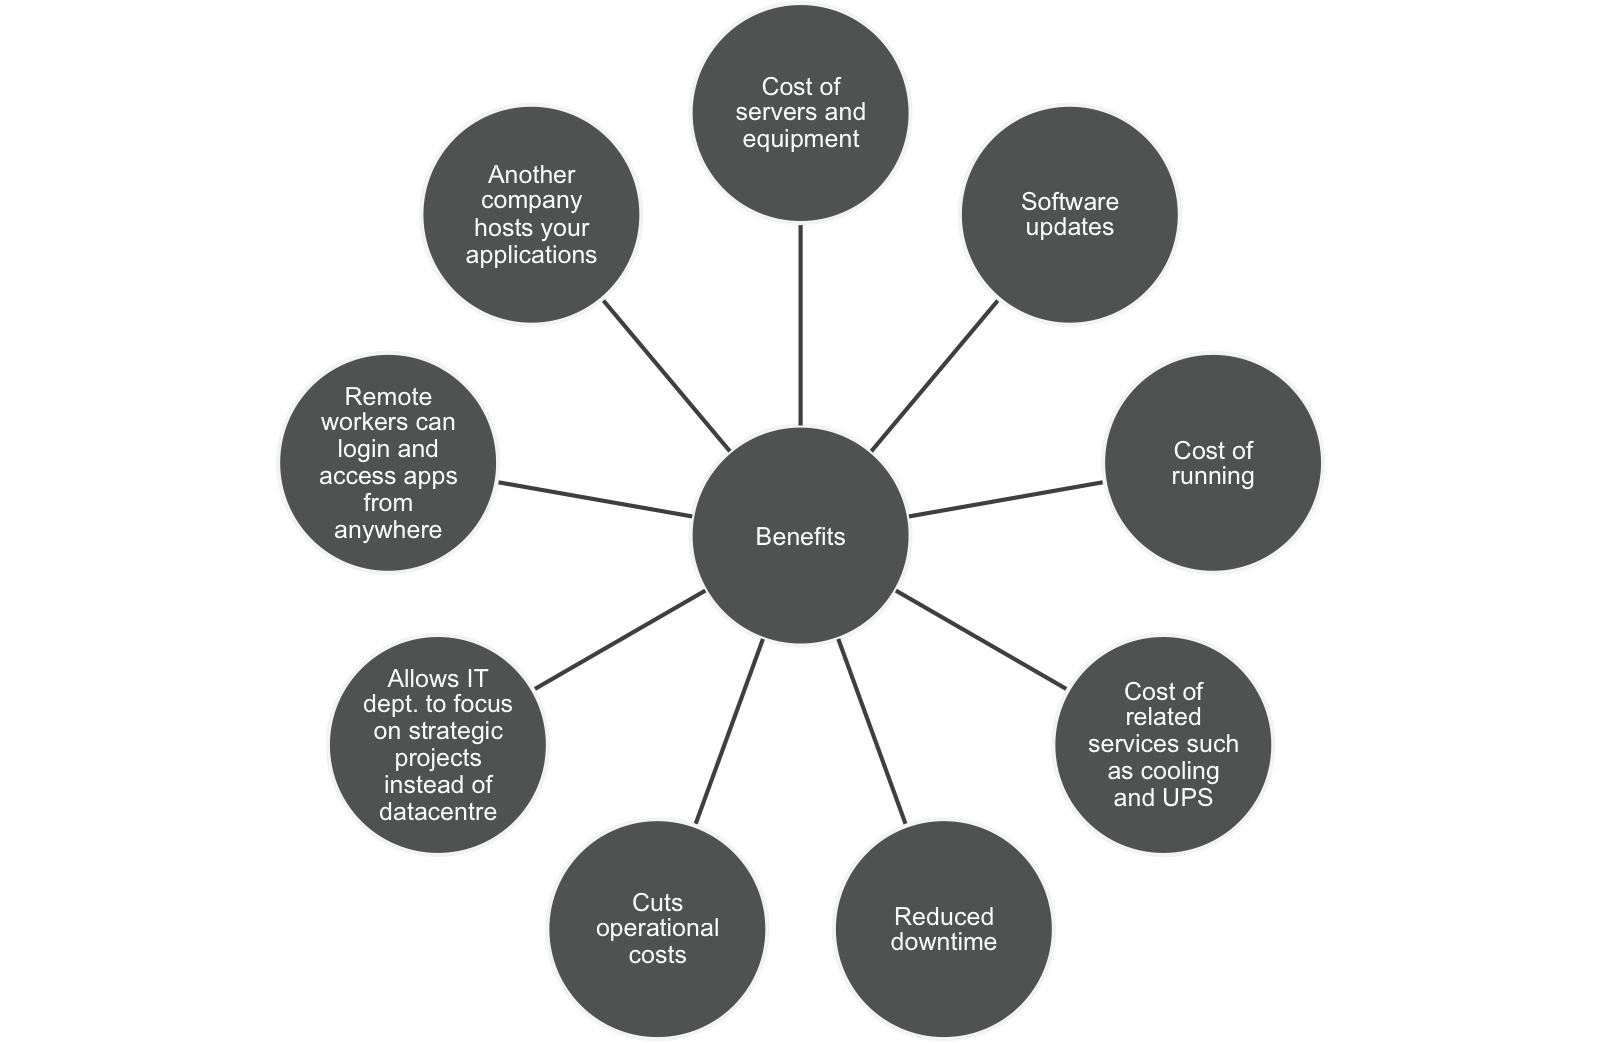 Cost of
servers and
equipment
Software
updates
Cost of
running
Cost of
related
services such
as cooling
and UPS
Reduced
downtime
Cuts
operational
costs
Allows IT
dept. to focus
on strategic
projects
instead of
datacentre
Remote
workers can
login and
access apps
from
anywhere
Another
company
hosts your
applications
Benefits